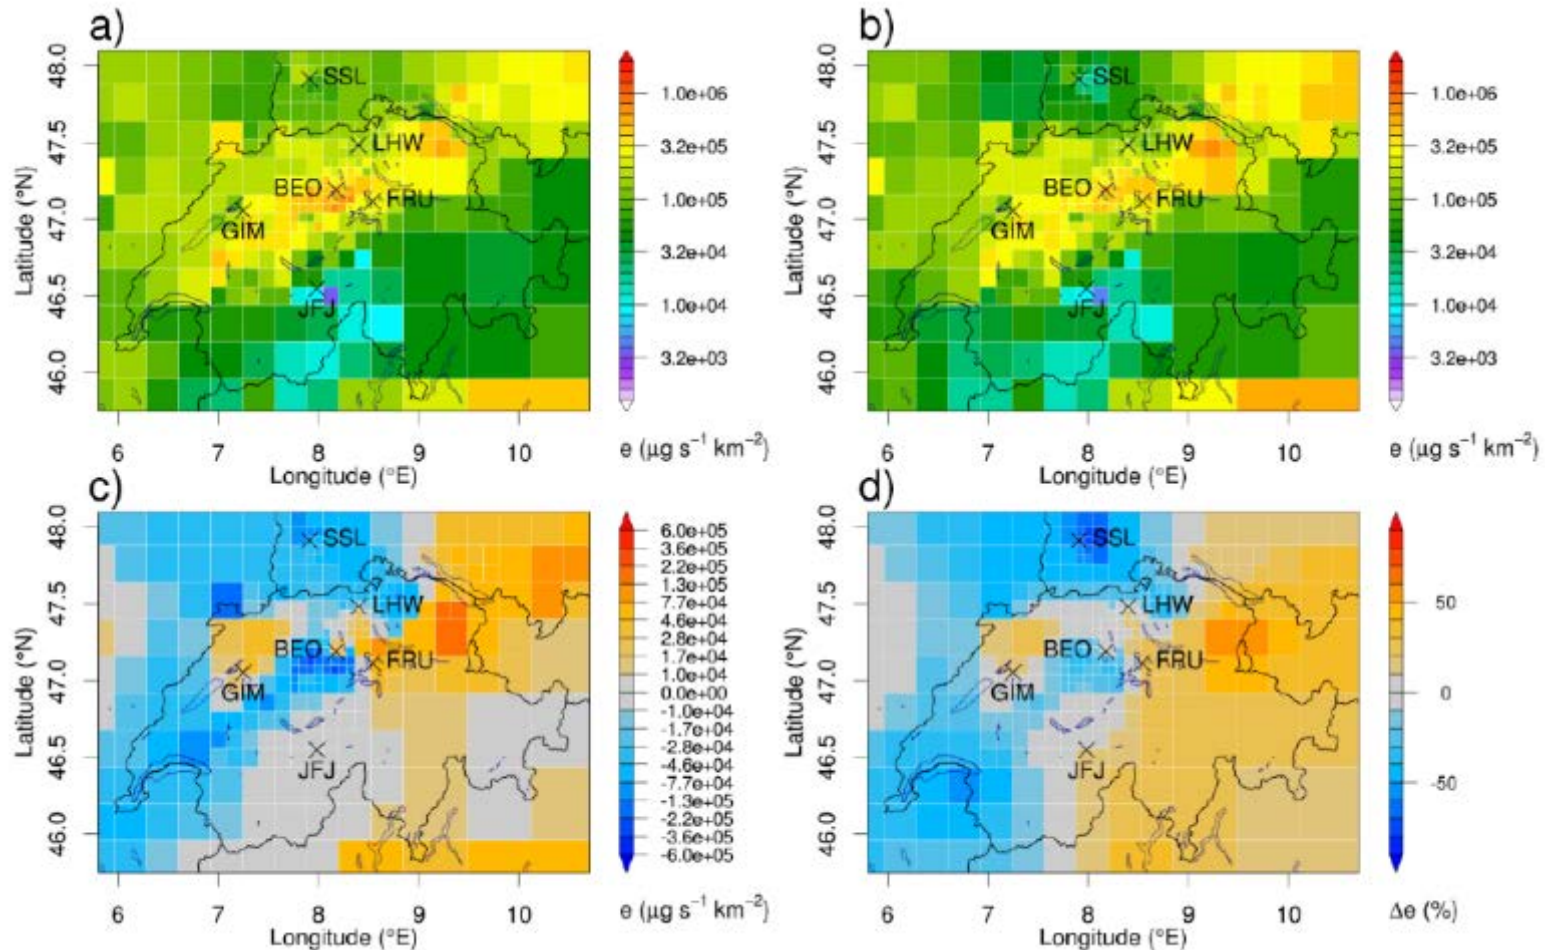 a)
48.0
47.5
47.0
46.5
46.0
Latitude (°N)
SSL
LHW
BEO
FRU
GIM
JFJ
6 7 8 9 10
Longitude (°E)
1.0e+06
3.2e+05
1.0e+05
3.2e+04
1.0e+04
3.2e+03
e (µg s⁻¹ km⁻²)
b)
48.0
47.5
47.0
46.5
46.0
Latitude (°N)
SSL
LHW
BEO
FRU
GIM
JFJ
6 7 8 9 10
Longitude (°E)
1.0e+06
3.2e+05
1.0e+05
3.2e+04
1.0e+04
3.2e+03
e (µg s⁻¹ km⁻²)
c)
48.0
47.5
47.0
46.5
46.0
Latitude (°N)
SSL
LHW
BEO
FRU
GIM
JFJ
6 7 8 9 10
Longitude (°E)
6.0e+05
3.6e+05
2.2e+05
1.3e+05
7.7e+04
4.6e+04
2.8e+04
1.7e+04
1.0e+04
0.0e+00
-1.0e+04
-1.7e+04
-2.8e+04
-4.6e+04
-7.7e+04
-1.3e+05
-2.2e+05
-3.6e+05
-6.0e+05
e (µg s⁻¹ km⁻²)
d)
48.0
47.5
47.0
46.5
46.0
Latitude (°N)
SSL
LHW
BEO
FRU
GIM
JFJ
6 7 8 9 10
Longitude (°E)
50
0
-50
Δe (%)